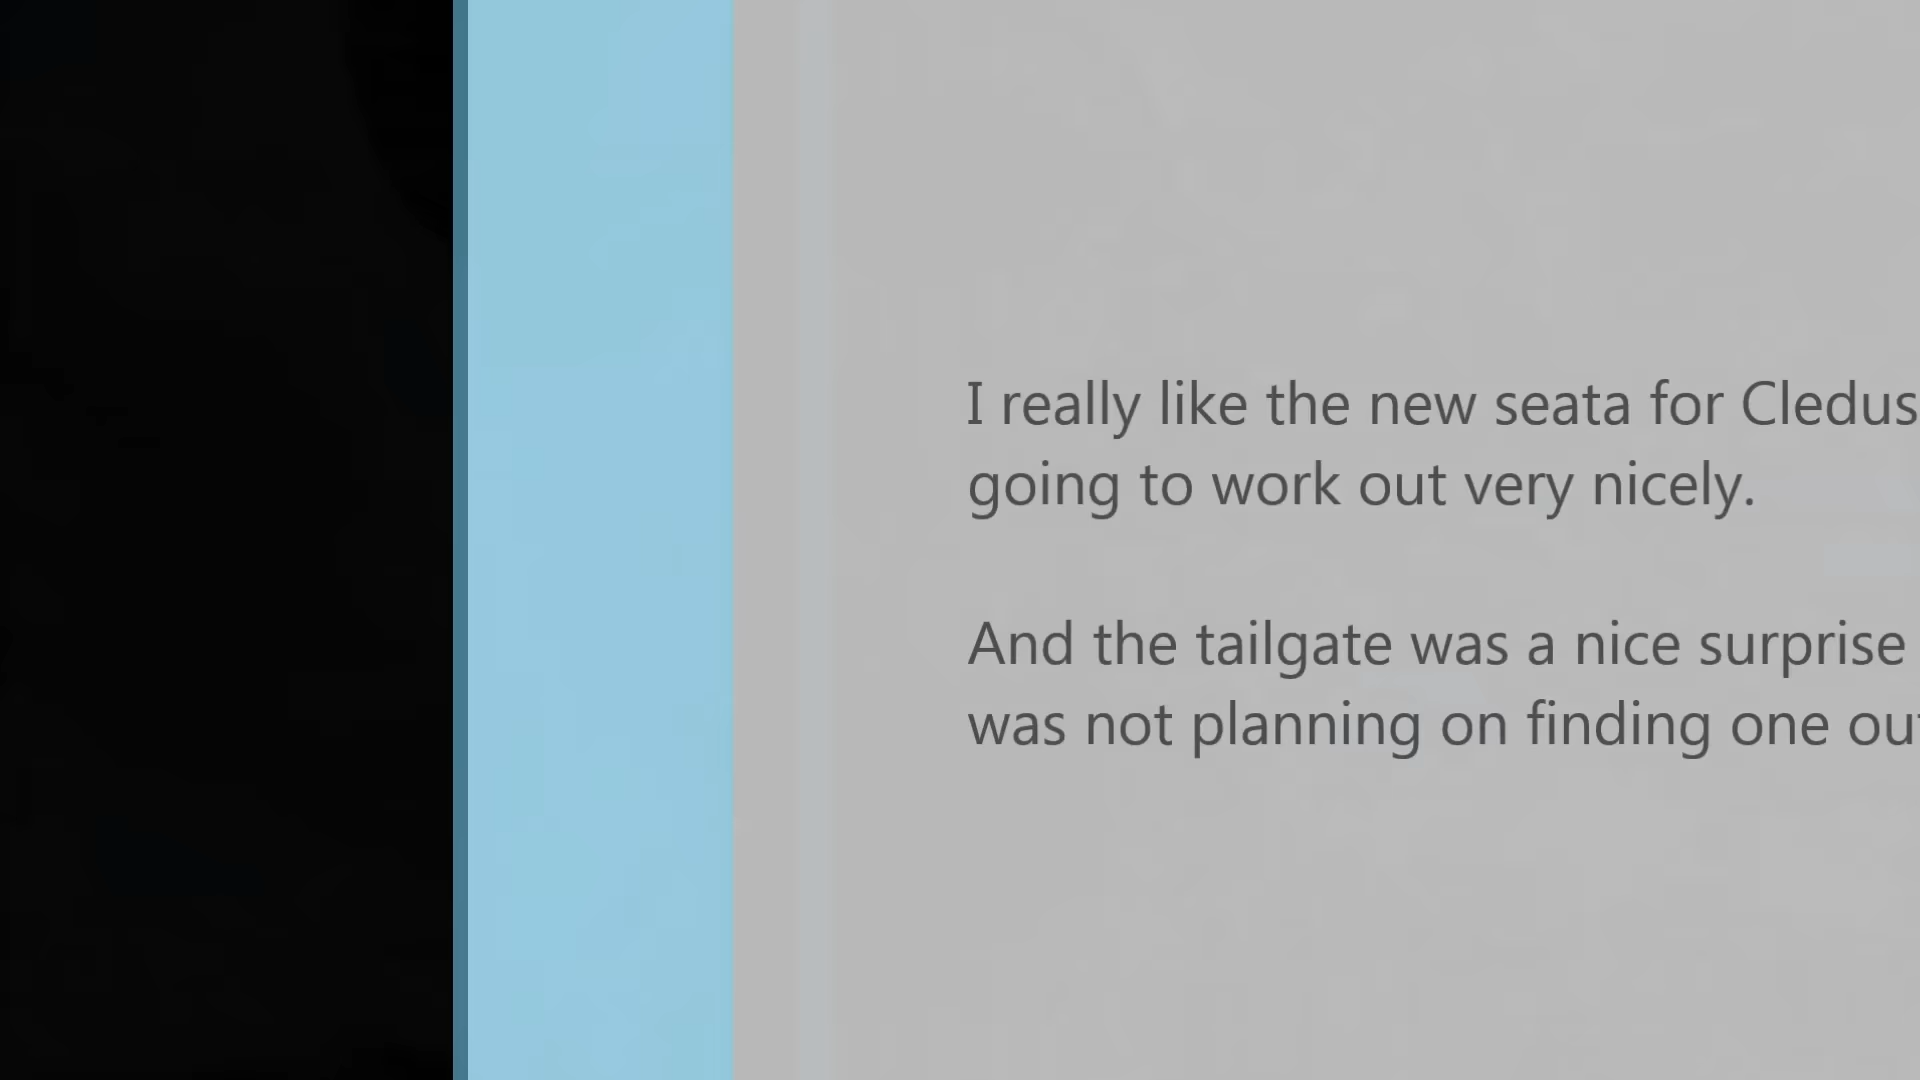 I really like the new seata for Cledus
going to work out very nicely.
And the tailgate was a nice surprise
was not planning on finding one